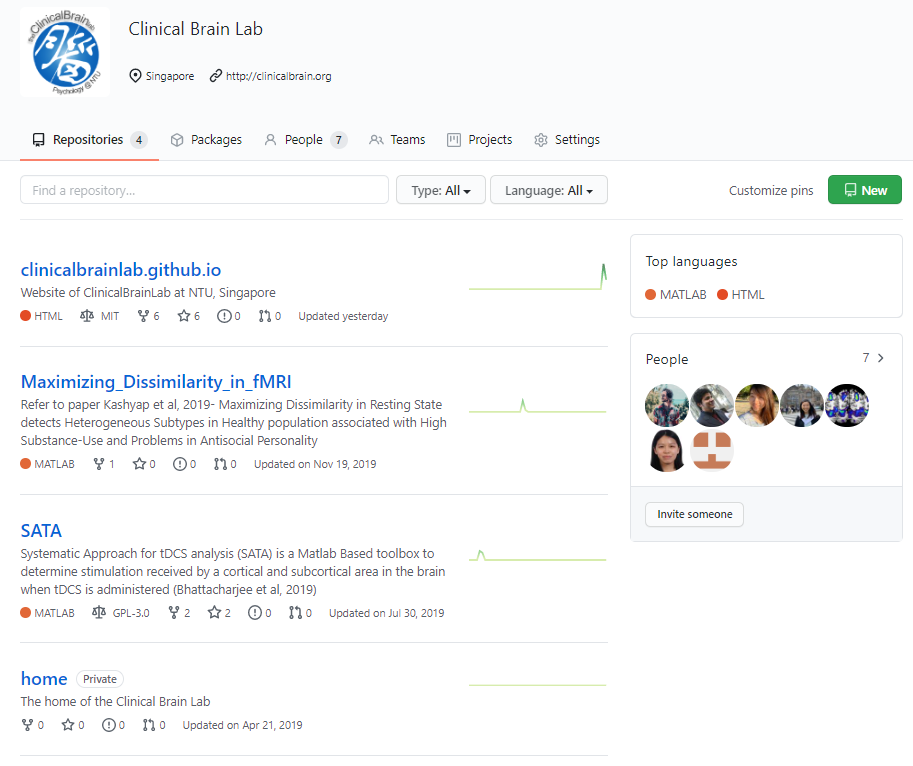 the ClinicalBrain lab
Psychology @ NTU
Clinical Brain Lab
Singapore http://clinicalbrain.org
Repositories 4 Packages People 7 Teams Projects Settings
Find a repository... Type: All Language: All Customize pins New
clinicalbrainlab.github.io
Website of ClinicalBrainLab at NTU, Singapore
HTML MIT 6 6 0 0 Updated yesterday
Maximizing_Dissimilarity_in_fMRI
Refer to paper Kashyap et al, 2019- Maximizing Dissimilarity in Resting State
detects Heterogeneous Subtypes in Healthy population associated with High
Substance-Use and Problems in Antisocial Personality
MATLAB 1 0 0 0 Updated on Nov 19, 2019
SATA
Systematic Approach for tDCS analysis (SATA) is a Matlab Based toolbox to
determine stimulation received by a cortical and subcortical area in the brain
when tDCS is administered (Bhattacharjee et al, 2019)
MATLAB GPL-3.0 2 2 0 0 Updated on Jul 30, 2019
home Private
The home of the Clinical Brain Lab
0 0 0 0 Updated on Apr 21, 2019
Top languages
MATLAB HTML
People 7
Invite someone